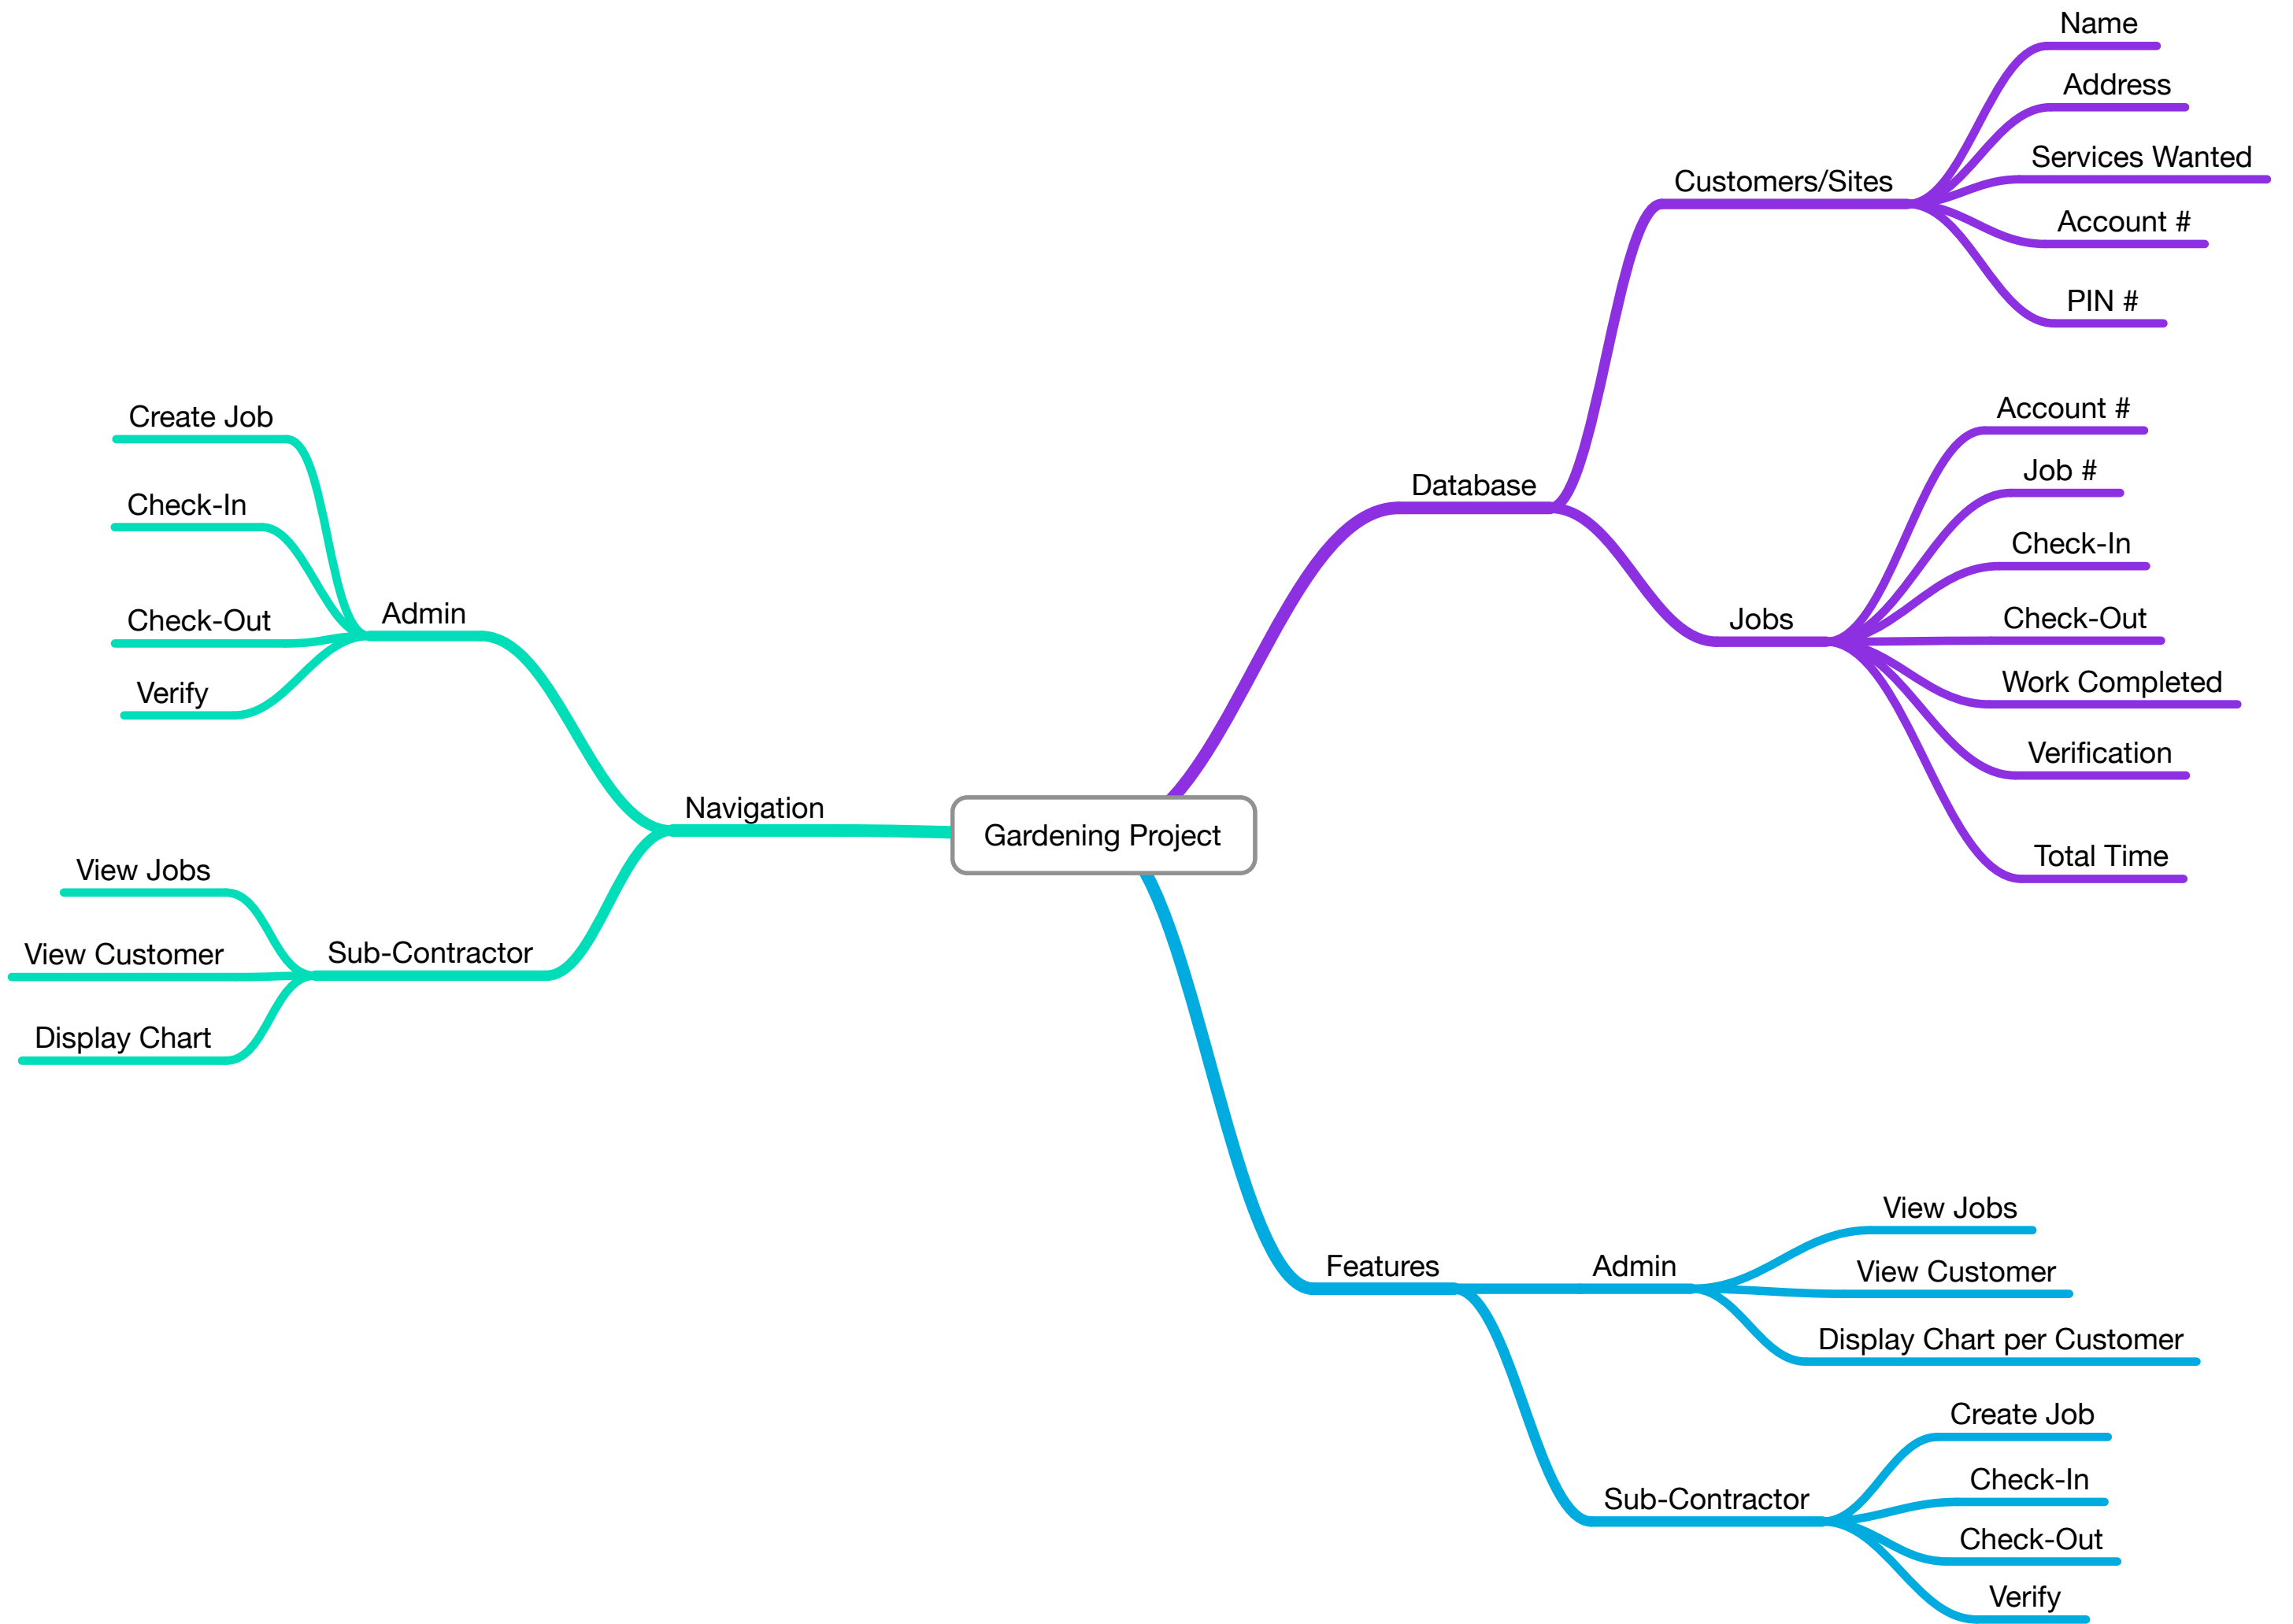 Gardening Project
Navigation
Admin
Create Job
Check-In
Check-Out
Verify
Sub-Contractor
View Jobs
View Customer
Display Chart
Database
Customers/Sites
Name
Address
Services Wanted
Account #
PIN #
Jobs
Account #
Job #
Check-In
Check-Out
Work Completed
Verification
Total Time
Features
Admin
View Jobs
View Customer
Display Chart per Customer
Sub-Contractor
Create Job
Check-In
Check-Out
Verify